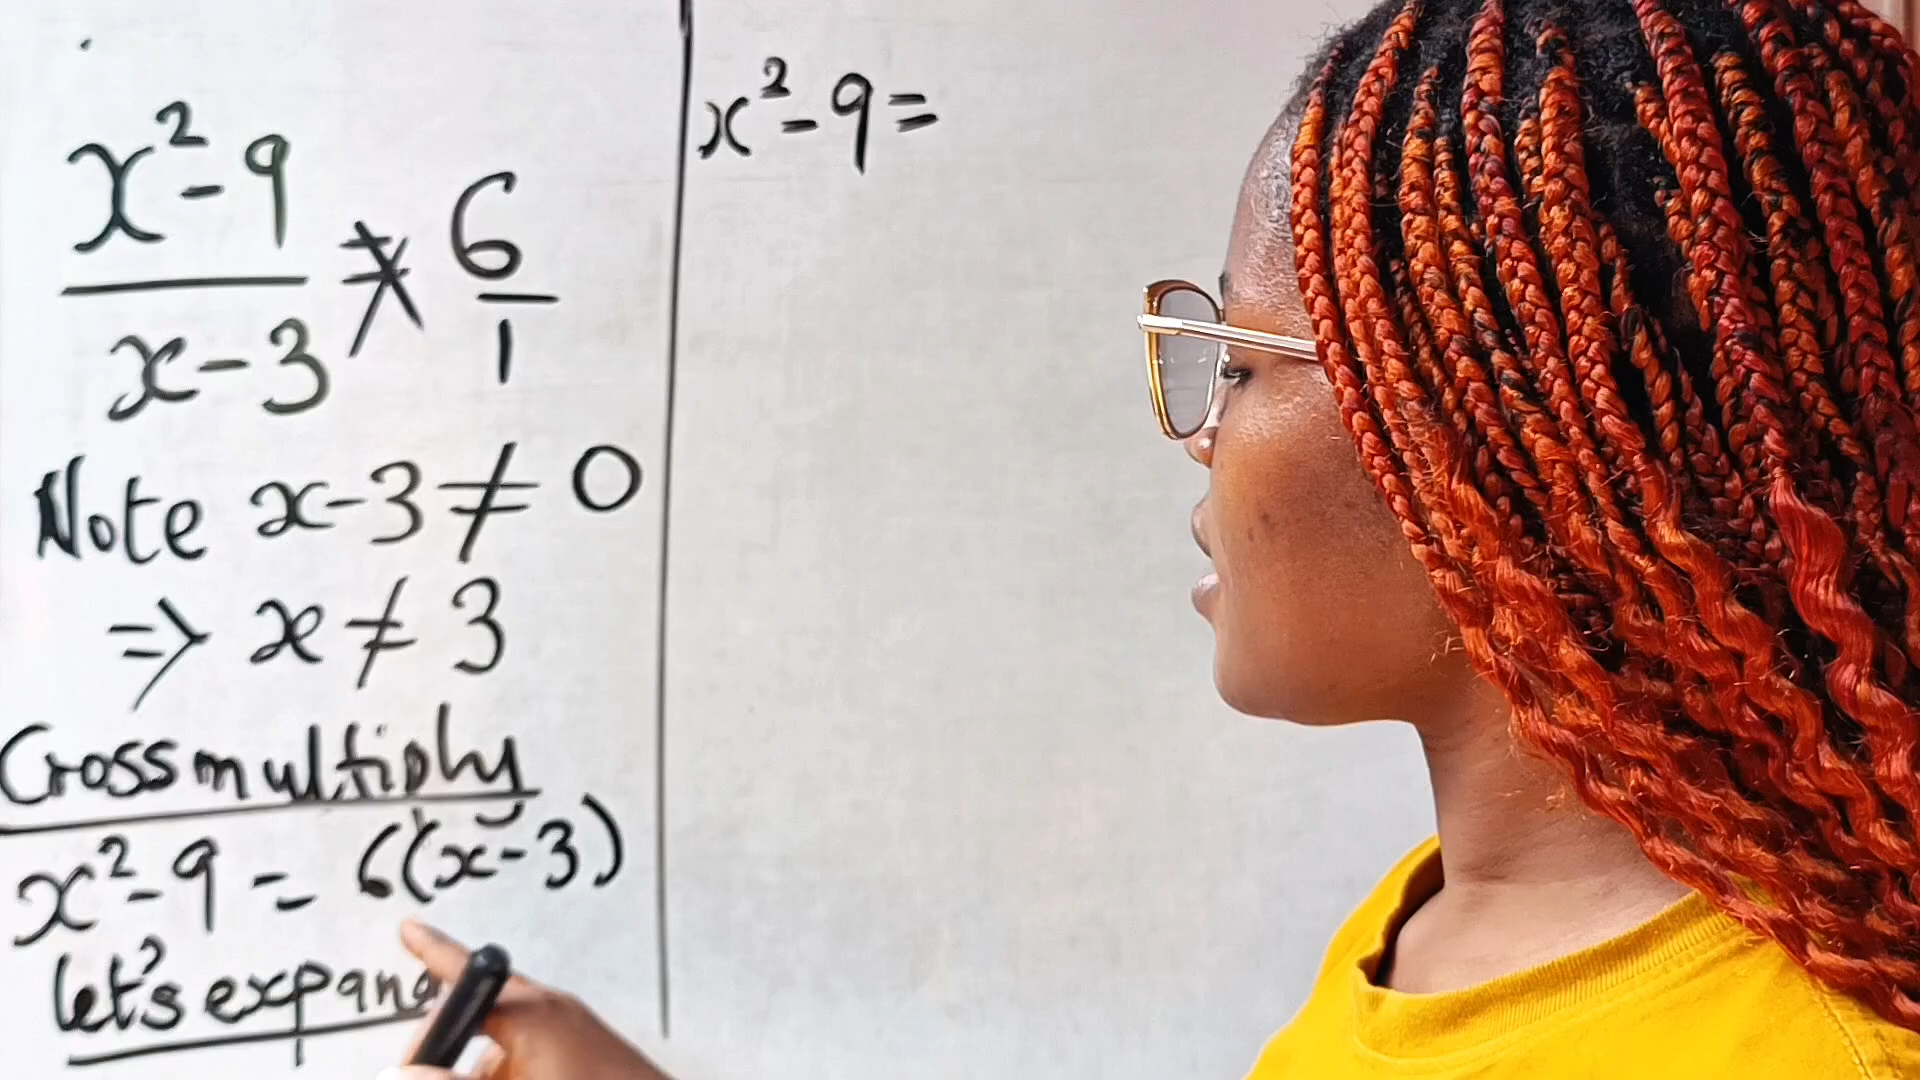 x² - 9 / x - 3 ⚹ 6 / 1
Note x - 3 ≠ 0
=> x ≠ 3
Crossmultiply
x² - 9 = 6(x - 3)
let's expand
x² - 9 =